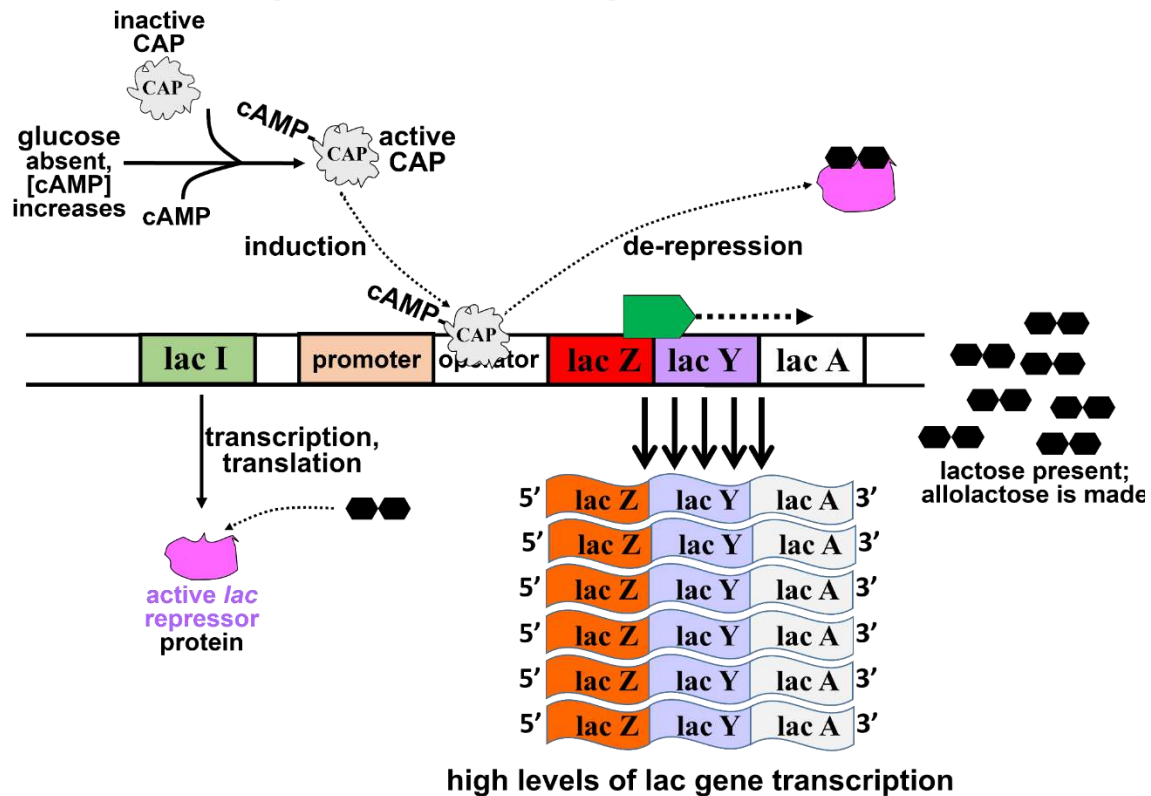 inactive
CAP
CAP
glucose
absent,
[cAMP]
increases
cAMP
cAMP-
CAP
active
CAP
induction
de-repression
cAMP-
CAP
lac I
promoter
operator
lac Z
lac Y
lac A
transcription,
translation
active lac
repressor
protein
lactose present;
allolactose is made
5’ lac Z lac Y lac A 3’
5’ lac Z lac Y lac A 3’
5’ lac Z lac Y lac A 3’
5’ lac Z lac Y lac A 3’
5’ lac Z lac Y lac A 3’
5’ lac Z lac Y lac A 3’
high levels of lac gene transcription